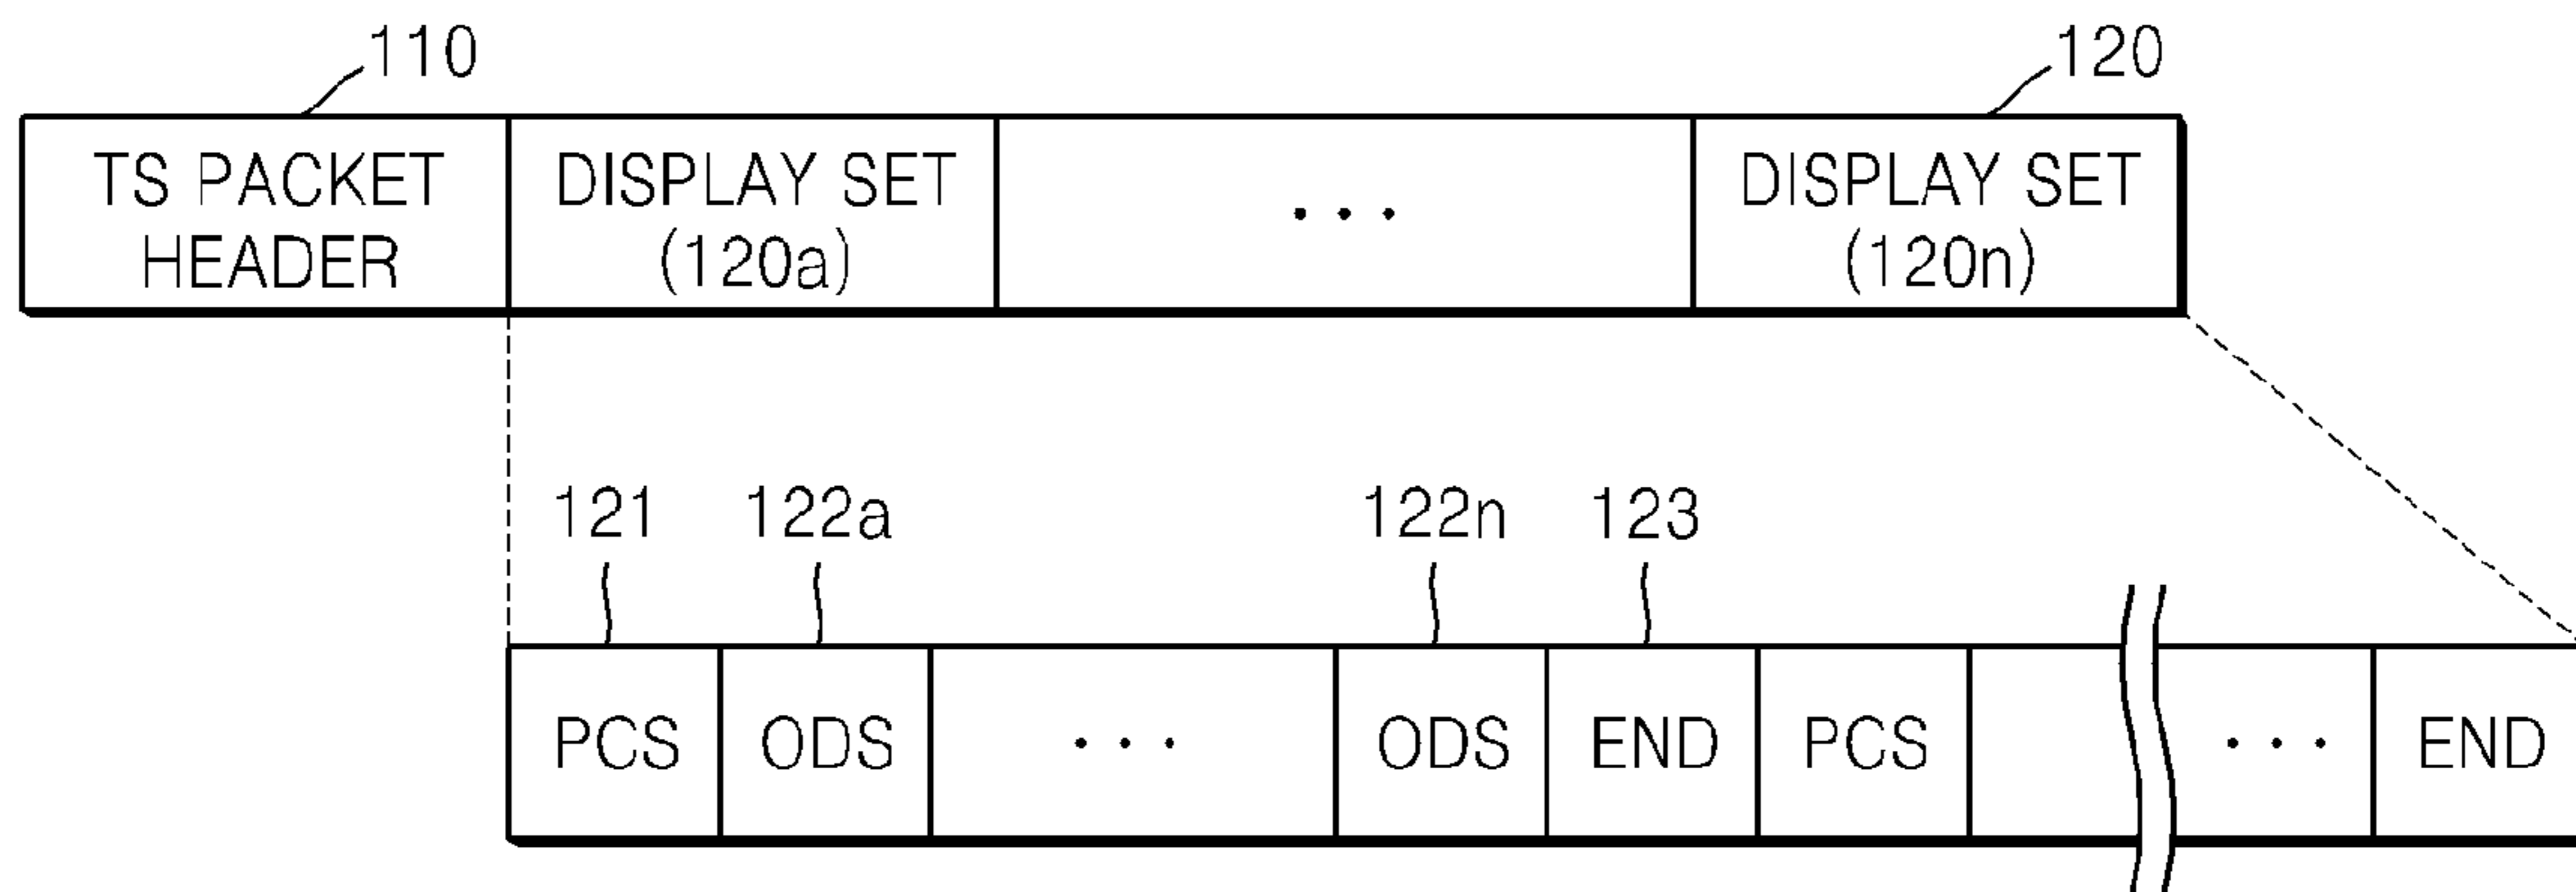 110
120
TS PACKET
HEADER
DISPLAY SET
(120a)
• • •
DISPLAY SET
(120n)
121
122a
122n
123
PCS
ODS
• • •
ODS
END
PCS
• • •
END